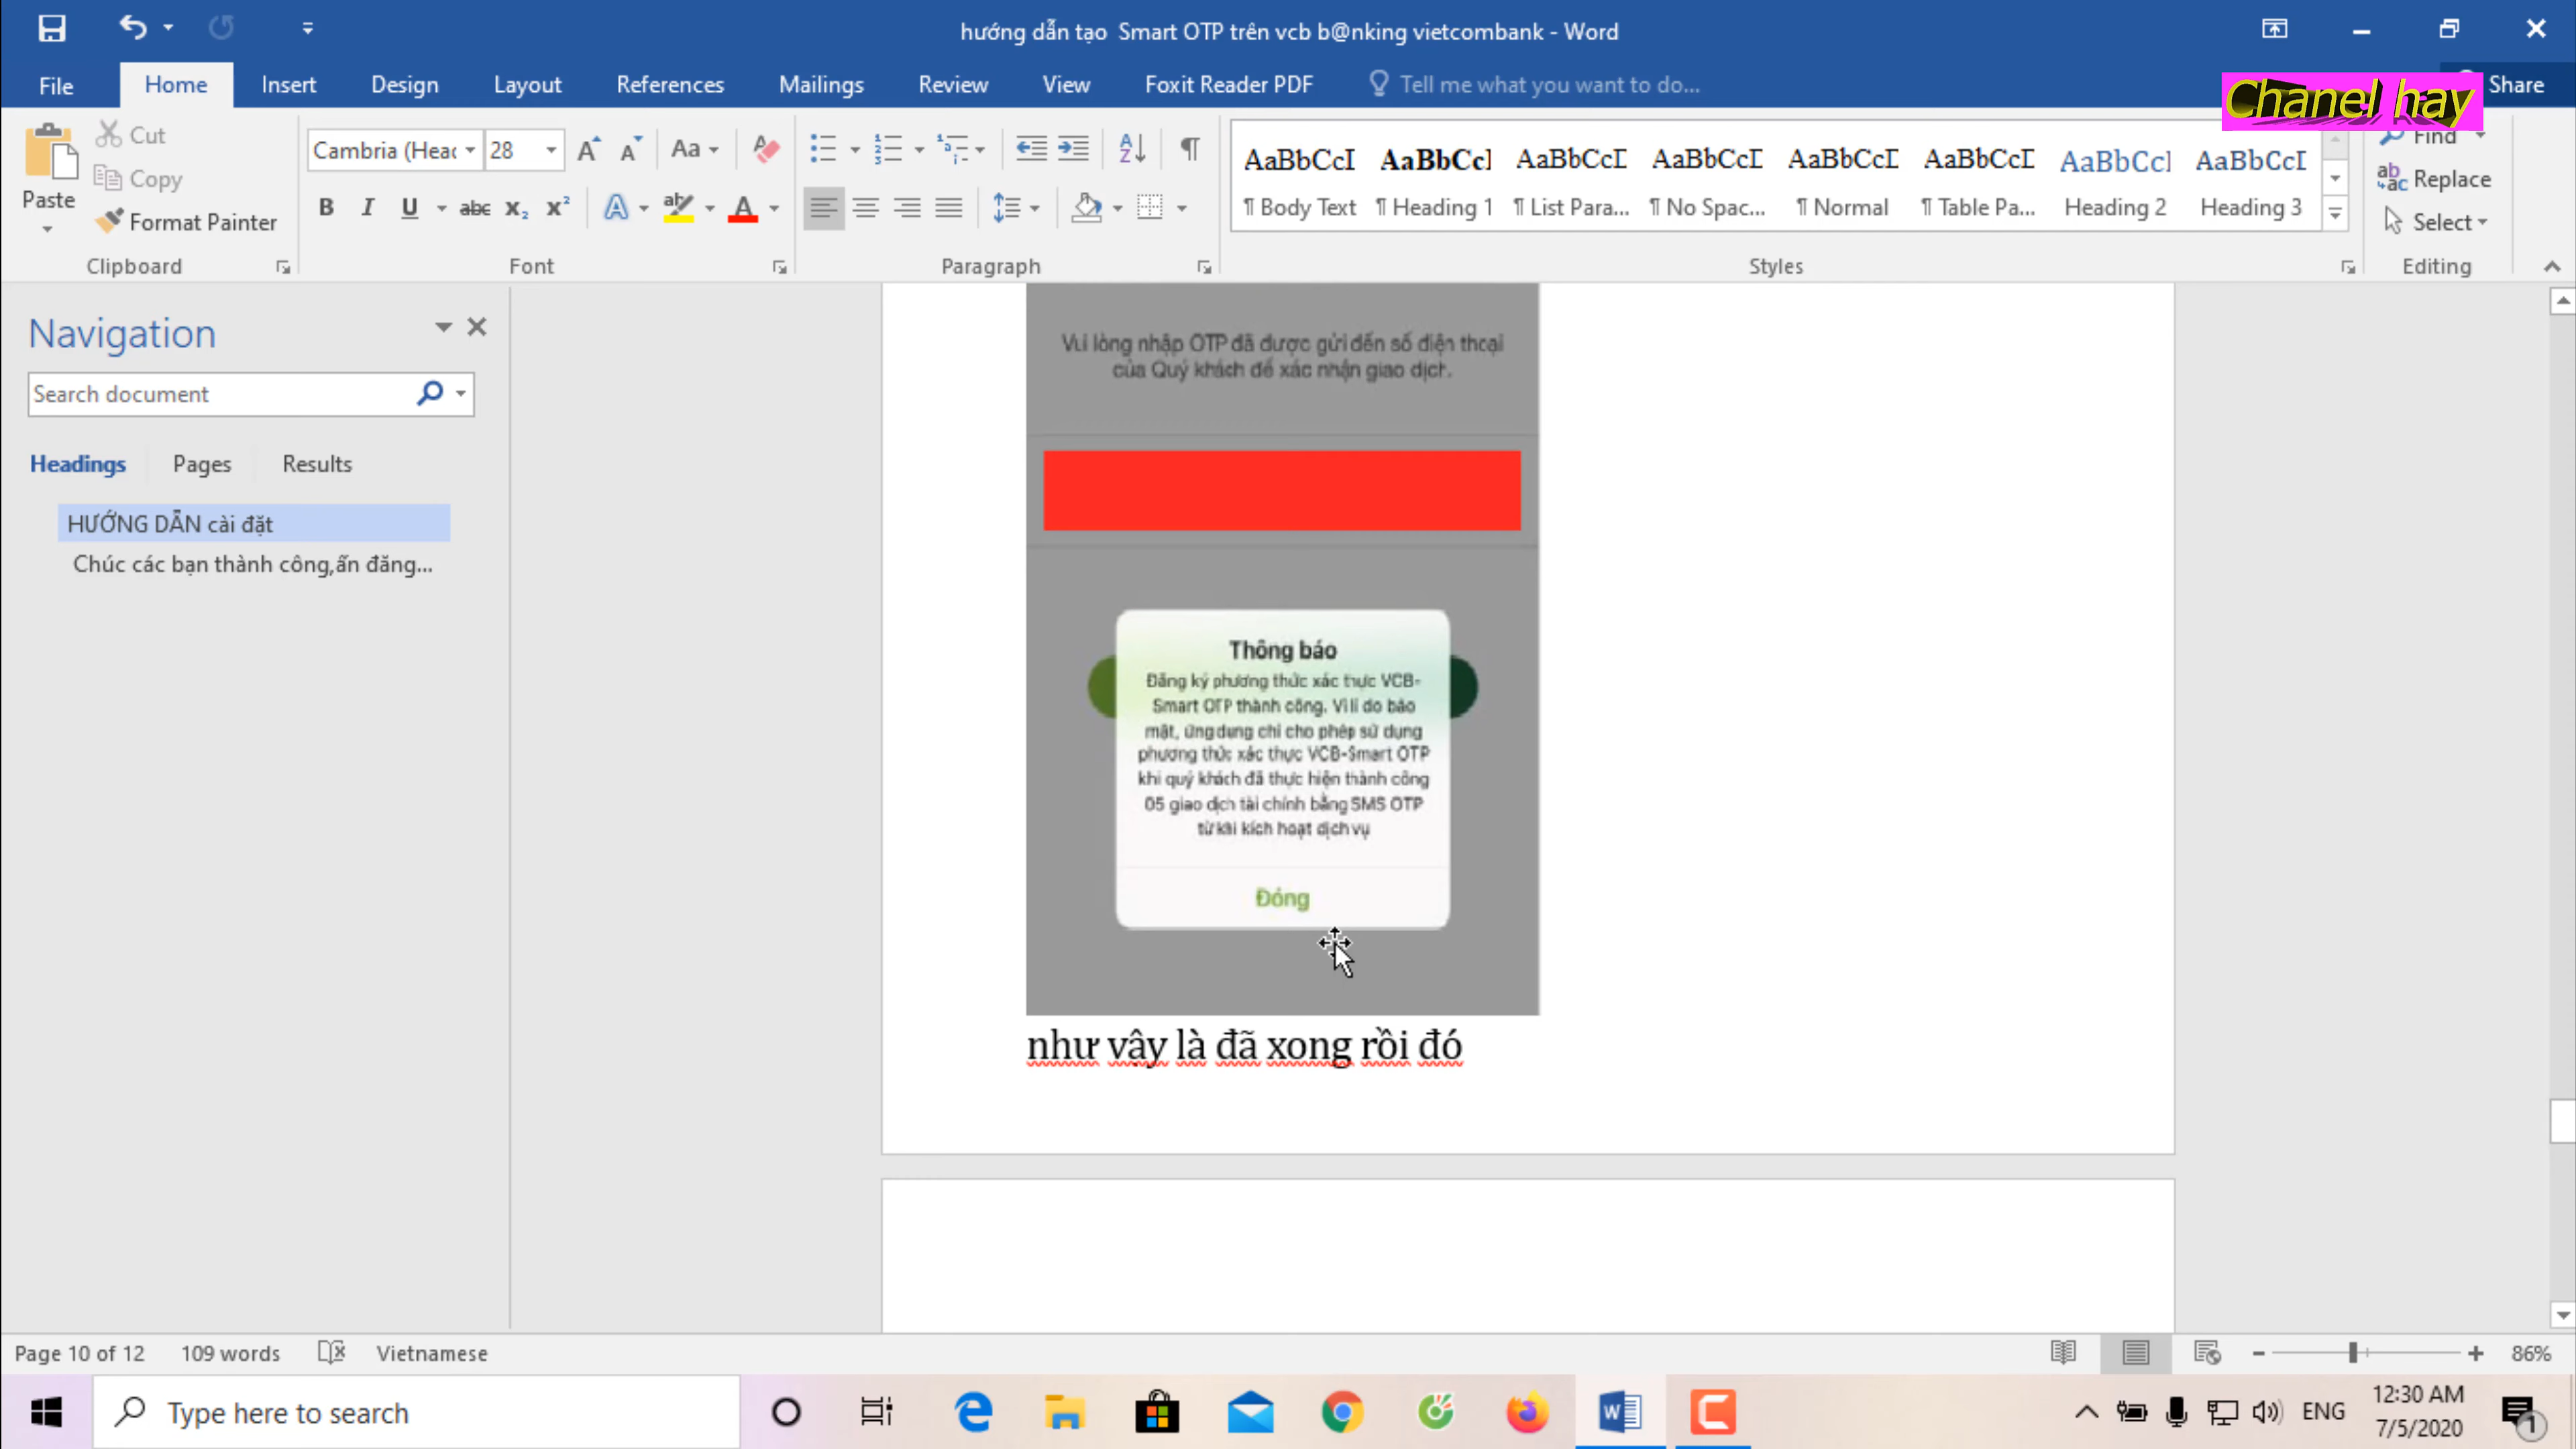 hướng dẫn tạo  Smart OTP trên vcb b@nking vietcombank - Word
File Home Insert Design Layout References Mailings Review View Foxit Reader PDF Tell me what you want to do... Share
Chanel hay
Paste
Cut
Copy
Format Painter
Clipboard
Cambria (Heac 28
Font
Paragraph
AaBbCcI AaBbCcl AaBbCcI AaBbCcI AaBbCcI AaBbCcI AaBbCcl AaBbCcI
¶ Body Text ¶ Heading 1 ¶ List Para... ¶ No Spac... ¶ Normal ¶ Table Pa... Heading 2 Heading 3
Styles
Find
Replace
Select
Editing
Navigation
Search document
Headings Pages Results
HƯỚNG DẪN cài đặt
Chúc các bạn thành công,ấn đăng...
Vui lòng nhập OTP đã được gửi đến số điện thoại
của Quý khách để xác nhận giao dịch.
Thông báo
Đăng ký phương thức xác thực VCB-
Smart OTP thành công. Vì lí do bảo
mật, ứng dụng chỉ cho phép sử dụng
phương thức xác thực VCB-Smart OTP
khi quý khách đã thực hiện thành công
05 giao dịch tài chính bằng SMS OTP
từ khi kích hoạt dịch vụ
Đóng
như vây là đã xong rồi đó
Page 10 of 12 109 words Vietnamese 86%
Type here to search
ENG
12:30 AM
7/5/2020
1